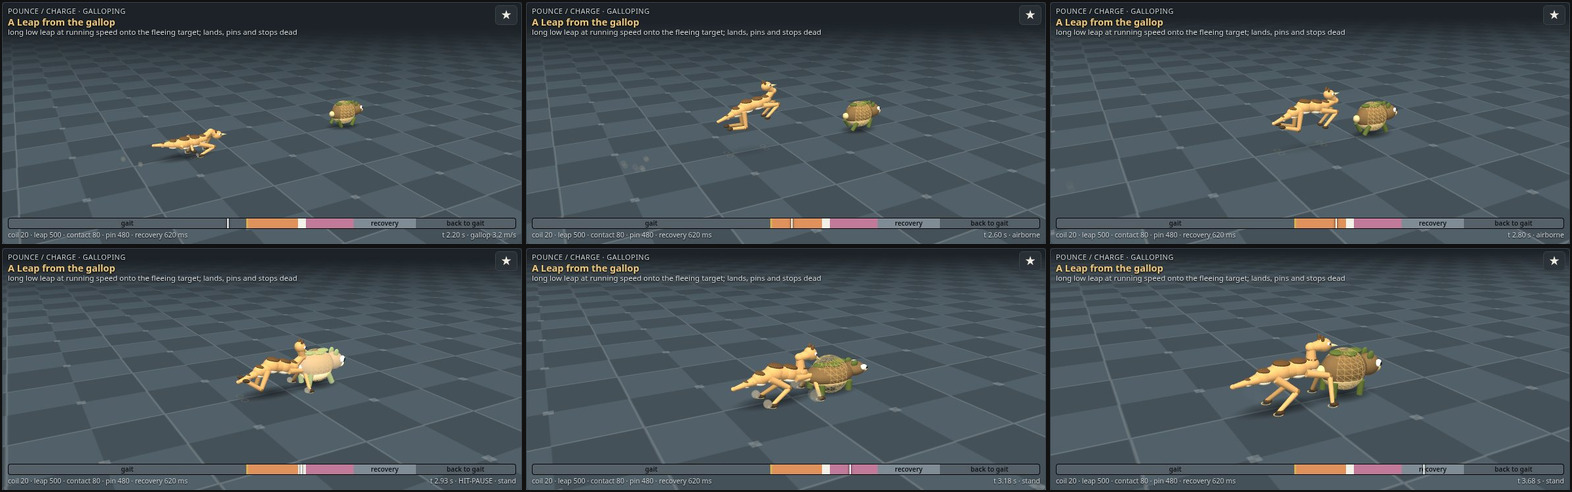 POUNCE / CHARGE · GALLOPING
A Leap from the gallop
long low leap at running speed onto the fleeing target; lands, pins and stops dead
gait
recovery
back to gait
coil 20 · leap 500 · contact 80 · pin 480 · recovery 620 ms
t 2.20 s · gallop 3.2 m/s
POUNCE / CHARGE · GALLOPING
A Leap from the gallop
long low leap at running speed onto the fleeing target; lands, pins and stops dead
gait
recovery
back to gait
coil 20 · leap 500 · contact 80 · pin 480 · recovery 620 ms
t 2.60 s · airborne
POUNCE / CHARGE · GALLOPING
A Leap from the gallop
long low leap at running speed onto the fleeing target; lands, pins and stops dead
gait
recovery
back to gait
coil 20 · leap 500 · contact 80 · pin 480 · recovery 620 ms
t 2.80 s · airborne
POUNCE / CHARGE · GALLOPING
A Leap from the gallop
long low leap at running speed onto the fleeing target; lands, pins and stops dead
gait
recovery
back to gait
coil 20 · leap 500 · contact 80 · pin 480 · recovery 620 ms
t 2.93 s · HIT-PAUSE · stand
POUNCE / CHARGE · GALLOPING
A Leap from the gallop
long low leap at running speed onto the fleeing target; lands, pins and stops dead
gait
recovery
back to gait
coil 20 · leap 500 · contact 80 · pin 480 · recovery 620 ms
t 3.18 s · stand
POUNCE / CHARGE · GALLOPING
A Leap from the gallop
long low leap at running speed onto the fleeing target; lands, pins and stops dead
gait
recovery
back to gait
coil 20 · leap 500 · contact 80 · pin 480 · recovery 620 ms
t 3.68 s · stand